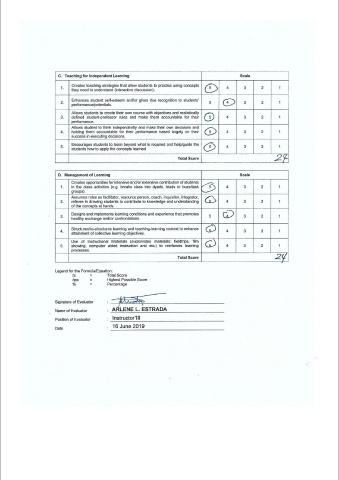 C. Teaching for Independent Learning Scale
1. Creates teaching strategies that allow students to practice using concepts 5 4 3 2 1
they need to understand (interactive discussion).
2. Enhances student self-esteem and/or gives due recognition to students' 5 4 3 2 1
performance/potentials.
3. Allows students to create their own course with objectives and realistically 5 4 3 2 1
defined student-professor rules and make them accountable for their
performance.
4. Allows student to think independently and make their own decisions and 5 4 3 2 1
holding them accountable for their performance based largely on their
success in executing decisions.
5. Encourages students to learn beyond what is required and help/guide the 5 4 3 2 1
students how to apply the concepts learned
Total Score 24
D. Management of Learning Scale
1. Creates opportunities for intensive and/or extensive contribution of students 5 4 3 2 1
in the class activities (e.g. breaks class into dyads, triads or buzz/task
groups).
2. Assumes roles as facilitator, resource person, coach, inquisitor, integrator, 5 4 3 2 1
referee in drawing students to contribute to knowledge and understanding
of the concepts at hands.
3. Designs and implements learning conditions and experience that promotes 5 4 3 2 1
healthy exchange and/or confrontations
4. Structures/re-structures learning and teaching-learning context to enhance 5 4 3 2 1
attainment of collective learning objectives.
5. Use of Instructional Materials (audio/video materials: fieldtrips, film 5 4 3 2 1
showing, computer aided instruction and etc.) to reinforces learning
processes.
Total Score 24
Legend for the Formula/Equation:
ts = Total Score
hps = Highest Possible Score
% = Percentage
Signature of Evaluator :
Name of Evaluator : ARLENE L. ESTRADA
Position of Evaluator : Instructor III
Date : 16 June 2019